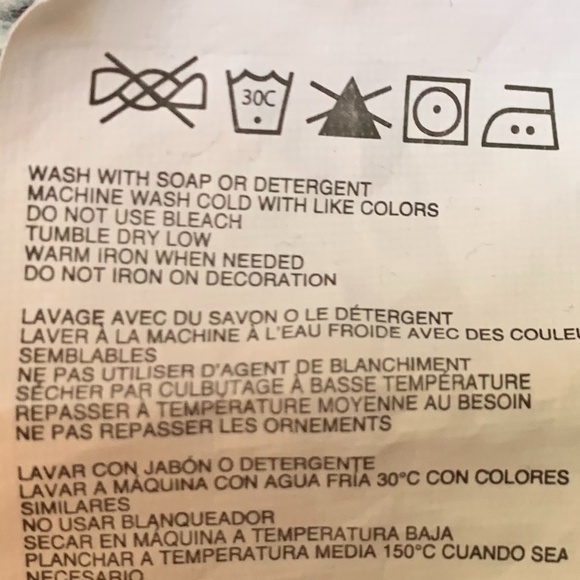 30C
WASH WITH SOAP OR DETERGENT
MACHINE WASH COLD WITH LIKE COLORS
DO NOT USE BLEACH
TUMBLE DRY LOW
WARM IRON WHEN NEEDED
DO NOT IRON ON DECORATION
LAVAGE AVEC DU SAVON O LE DÉTERGENT
LAVER À LA MACHINE À L'EAU FROIDE AVEC DES COULEU
SEMBLABLES
NE PAS UTILISER D'AGENT DE BLANCHIMENT
SÉCHER PAR CULBUTAGE À BASSE TEMPÉRATURE
REPASSER À TEMPÉRATURE MOYENNE AU BESOIN
NE PAS REPASSER LES ORNEMENTS
LAVAR CON JABÓN O DETERGENTE
LAVAR A MÁQUINA CON AGUA FRÍA 30°C CON COLORES
SIMILARES
NO USAR BLANQUEADOR
SECAR EN MÁQUINA A TEMPERATURA BAJA
PLANCHAR A TEMPERATURA MEDIA 150°C CUANDO SEA
NECESARIO